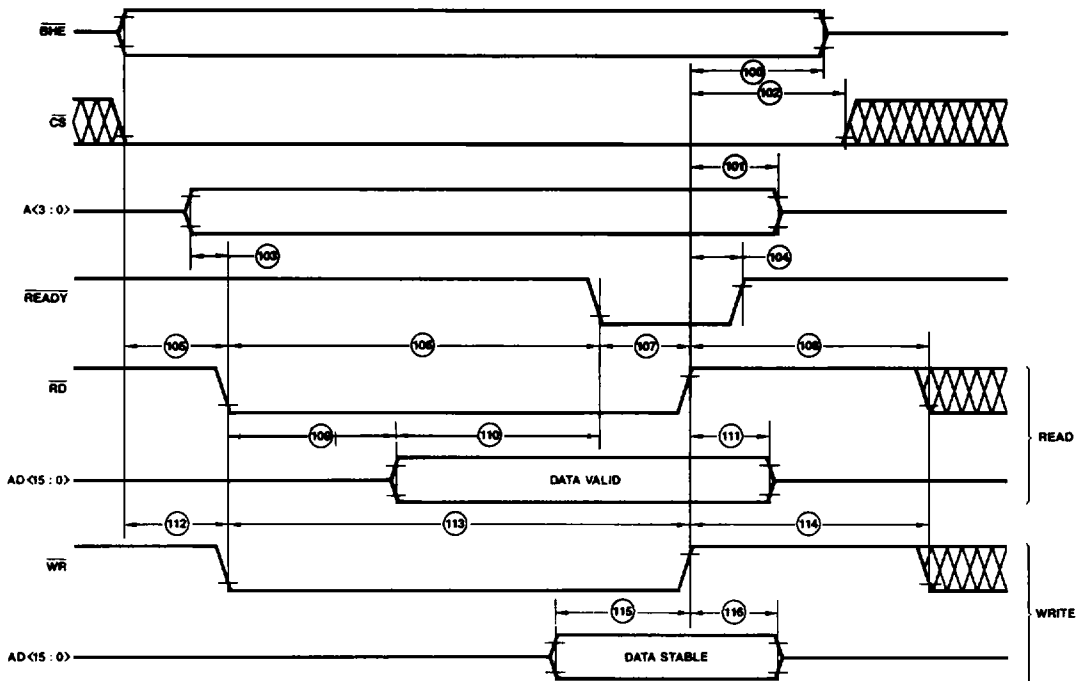 BHE
100
102
CS
101
A<3 : 0>
103
104
READY
105
106
107
108
RD
READ
109
110
111
AD<15 : 0>
DATA VALID
112
113
114
WR
WRITE
115
116
AD<15 : 0>
DATA STABLE